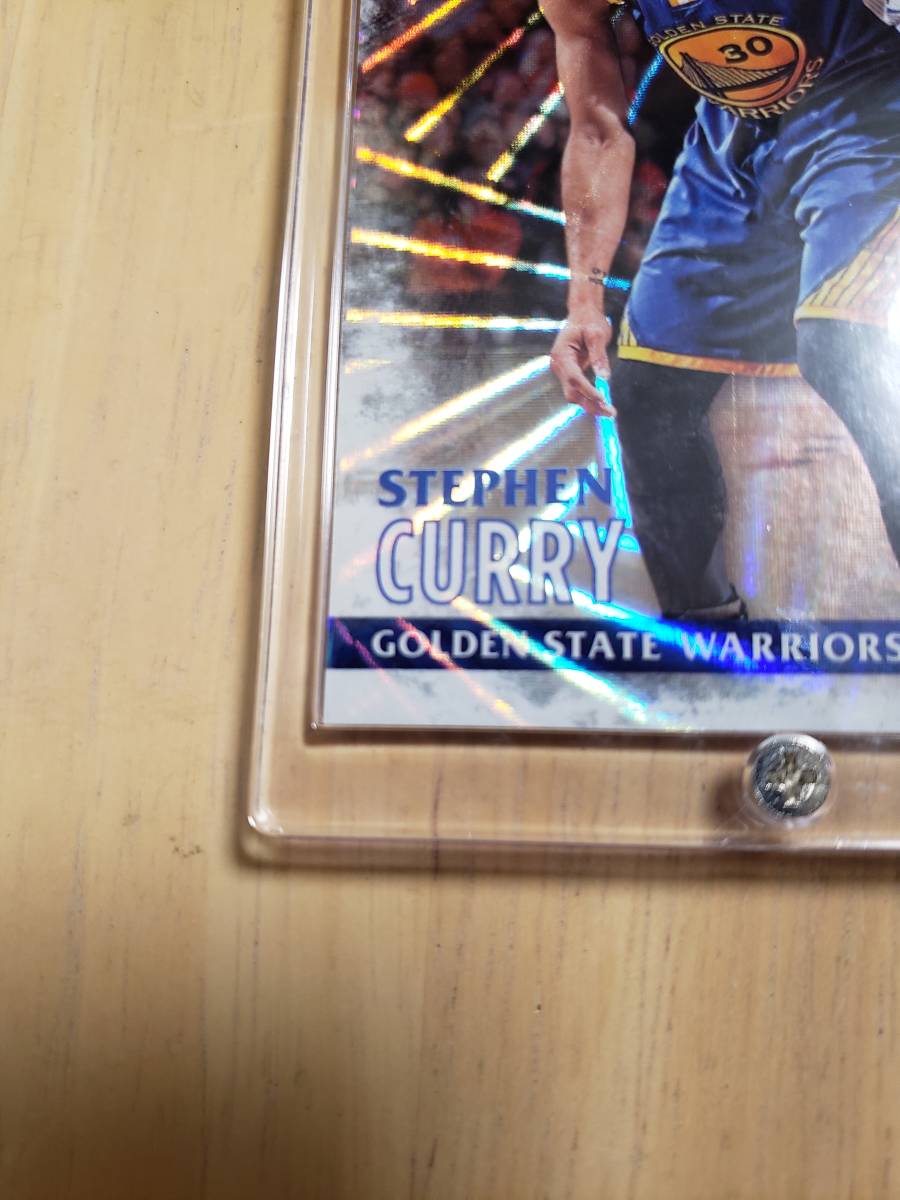 GOLDEN STATE
30
WARRIORS
STEPHEN
CURRY
GOLDEN STATE WARRIORS